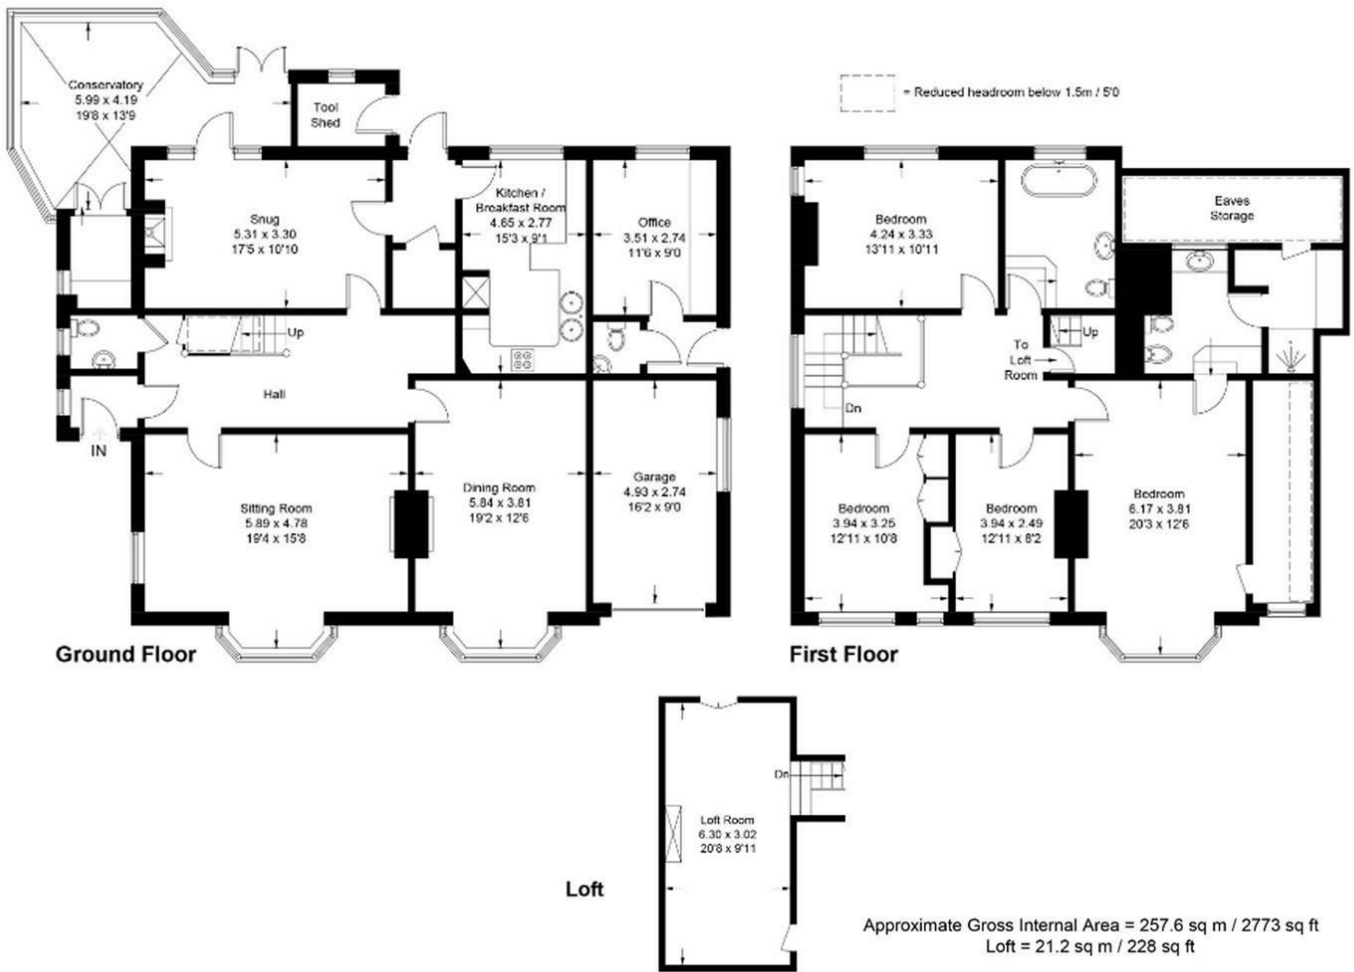 Conservatory
5.99 x 4.19
19'8 x 13'9
Tool
Shed
= Reduced headroom below 1.5m / 5'0
Snug
5.31 x 3.30
17'5 x 10'10
Kitchen /
Breakfast Room
4.65 x 2.77
15'3 x 9'1
Office
3.51 x 2.74
11'6 x 9'0
Up
Hall
IN
Sitting Room
5.89 x 4.78
19'4 x 15'8
Dining Room
5.84 x 3.81
19'2 x 12'6
Garage
4.93 x 2.74
16'2 x 9'0
Ground Floor
Bedroom
4.24 x 3.33
13'11 x 10'11
Eaves
Storage
Up
To
Loft
Room
Dn
Bedroom
3.94 x 3.25
12'11 x 10'8
Bedroom
3.94 x 2.49
12'11 x 8'2
Bedroom
6.17 x 3.81
20'3 x 12'6
First Floor
Dn
Loft Room
6.30 x 3.02
20'8 x 9'11
Loft
Approximate Gross Internal Area = 257.6 sq m / 2773 sq ft
Loft = 21.2 sq m / 228 sq ft